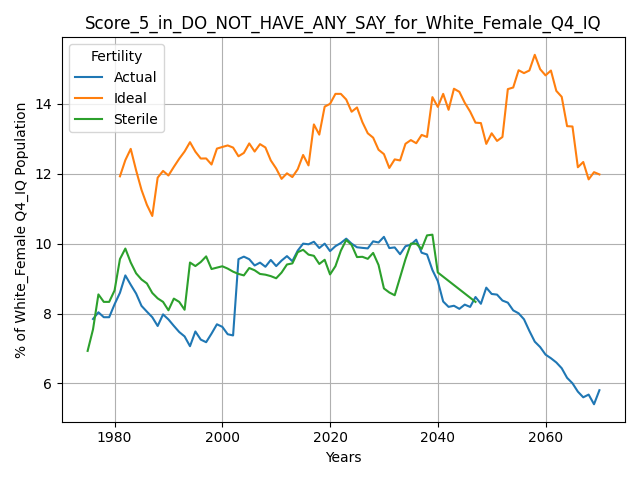 Score_5_in_DO_NOT_HAVE_ANY_SAY_for_White_Female_Q4_IQ
Fertility
Actual
Ideal
Sterile
% of White_Female Q4_IQ Population
14
12
10
8
6
1980
2000
2020
2040
2060
Years